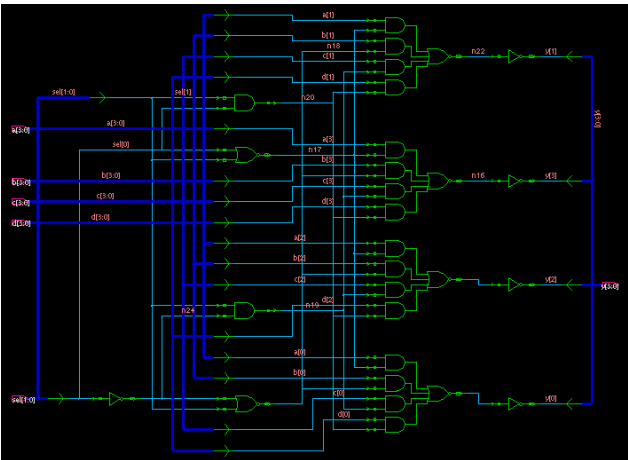 a[1]
b[1]
n18
c[1]
n22
y[1]
d[1]
sel[1:0]
sel[1]
n20
a[3:0]
a[3:0]
y[3:0]
a[3]
sel[0]
n17
b[3]
b[3:0]
b[3:0]
c[3]
n16
y[3]
c[3:0]
c[3:0]
d[3]
d[3:0]
d[3:0]
a[2]
b[2]
c[2]
y[2]
y[3:0]
d[2]
n24
n19
a[0]
b[0]
c[0]
y[0]
sel[1:0]
d[0]